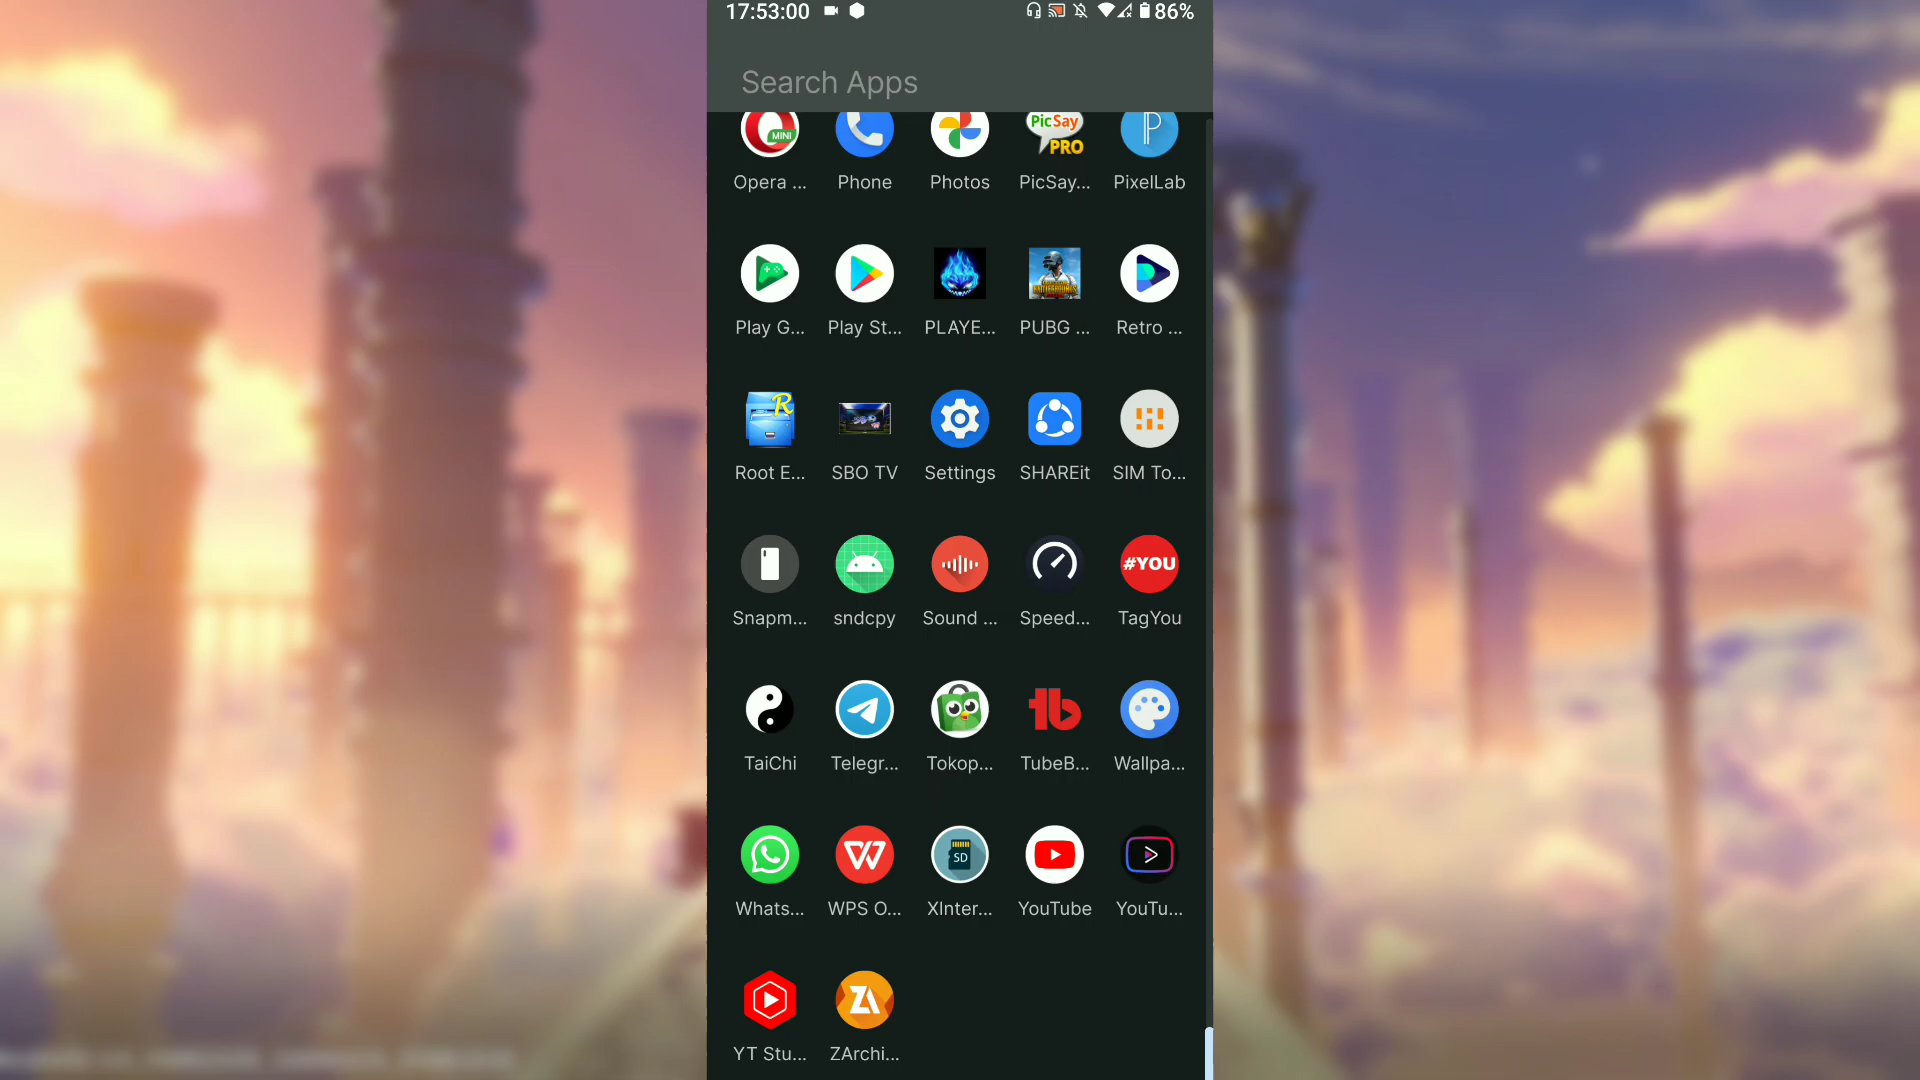 17:53:00 86%
Search Apps
MINI PicSay PRO
Opera ... Phone Photos PicSay... PixelLab
Play G... Play St... PLAYE... PUBG ... Retro ...
R
Root E... SBO TV Settings SHAREit SIM To...
#YOU
Snapm... sndcpy Sound ... Speed... TagYou
TaiChi Telegr... Tokop... TubeB... Wallpa...
SD
Whats... WPS O... XInter... YouTube YouTu...
ZA
YT Stu... ZArchi...